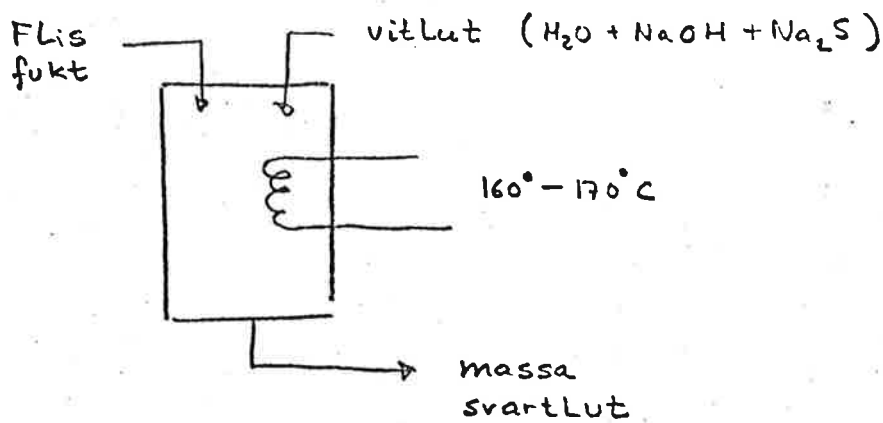 FLis
fukt
vitLut (H₂O + NaOH + Na₂S)
160° - 170°C
massa
svartLut